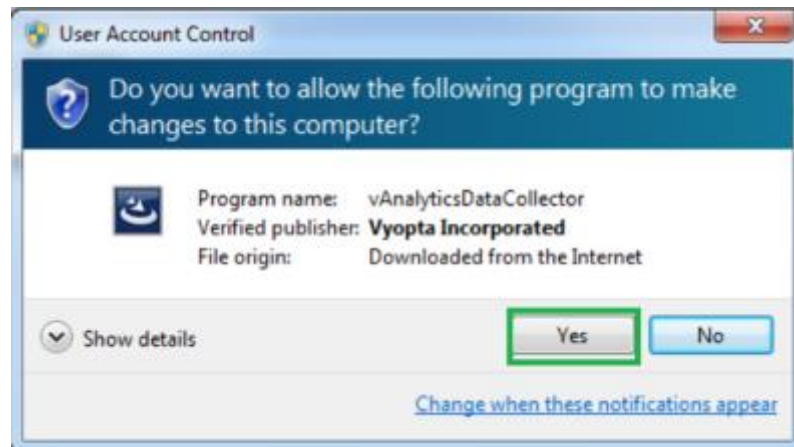 User Account Control
Do you want to allow the following program to make
changes to this computer?
Program name: vAnalyticsDataCollector
Verified publisher: Vyopta Incorporated
File origin: Downloaded from the Internet
Show details
Yes
No
Change when these notifications appear